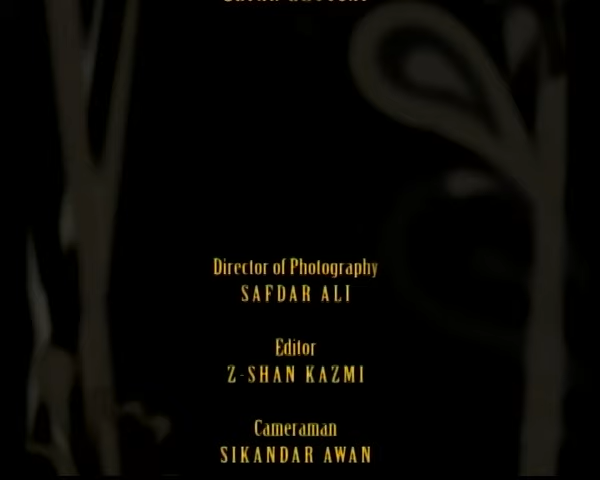 Director of Photography
SAFDAR ALI
Editor
Z-SHAN KAZMI
Cameraman
SIKANDAR AWAN